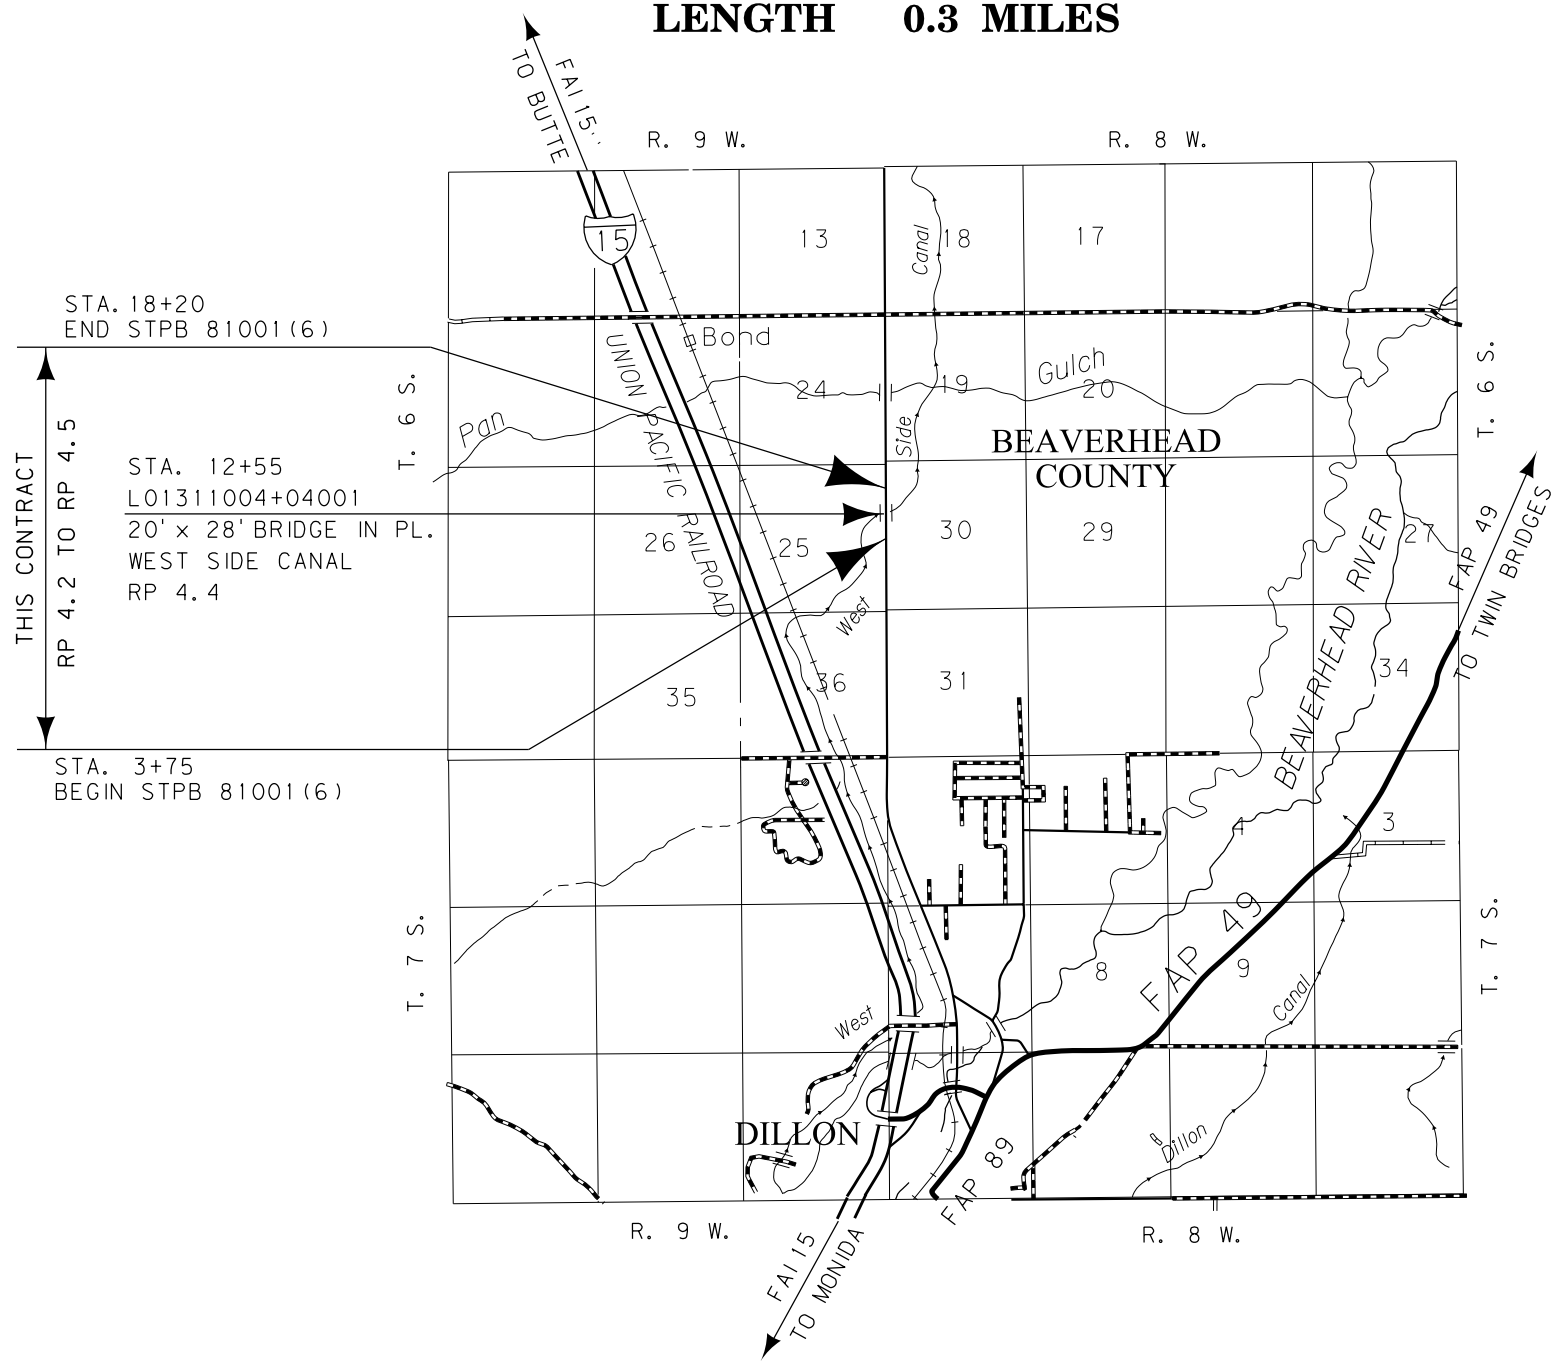 LENGTH 0.3 MILES
FAI 15
TO BUTTE
R. 9 W.
R. 8 W.
15
13
18
17
Canal
STA. 18+20
END STPB 81001(6)
Bond
UNION PACIFIC RAILROAD
T. 6 S.
T. 6 S.
24
19
Gulch
20
Pan
Side
BEAVERHEAD
COUNTY
THIS CONTRACT
RP 4.2 TO RP 4.5
STA. 12+55
L01311004+04001
20' x 28' BRIDGE IN PL.
WEST SIDE CANAL
RP 4.4
26
25
30
29
27
FAP 49
TO TWIN BRIDGES
BEAVERHEAD RIVER
West
35
36
31
34
STA. 3+75
BEGIN STPB 81001(6)
4
3
T. 7 S.
T. 7 S.
8
FAP 49
9
Canal
West
DILLON
Dillon
FAP 89
R. 9 W.
R. 8 W.
FAI 15
TO MONIDA